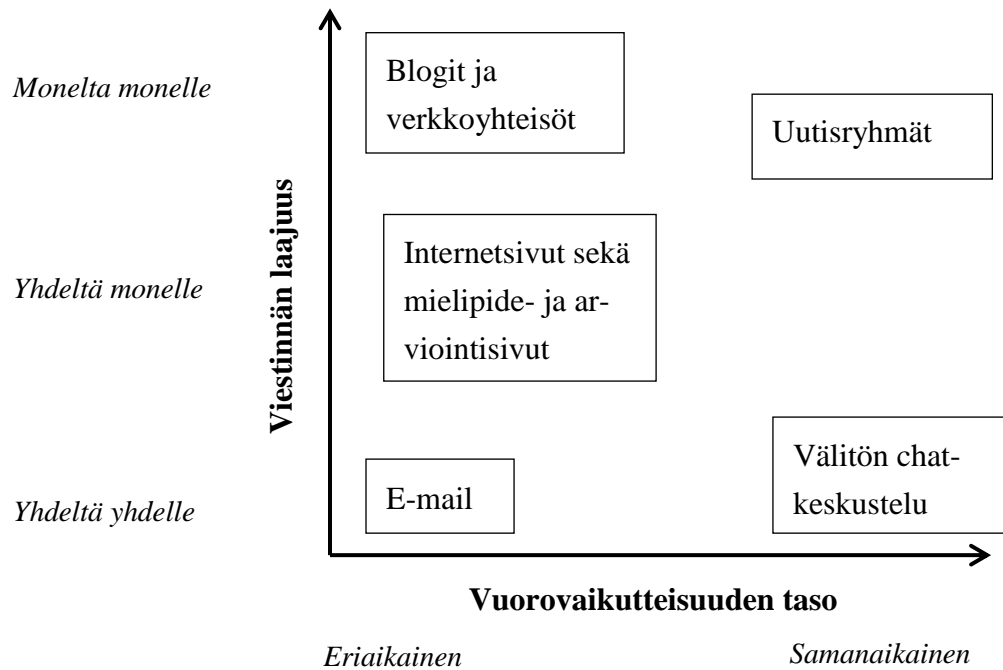 Monelta monelle
Blogit ja
verkkoyhteisöt
Uutisryhmät
Viestinnän laajuus
Yhdeltä monelle
Internetsivut sekä
mielipide- ja ar-
viointisivut
Yhdeltä yhdelle
E-mail
Välitön chat-
keskustelu
Vuorovaikutteisuuden taso
Eriaikainen
Samanaikainen